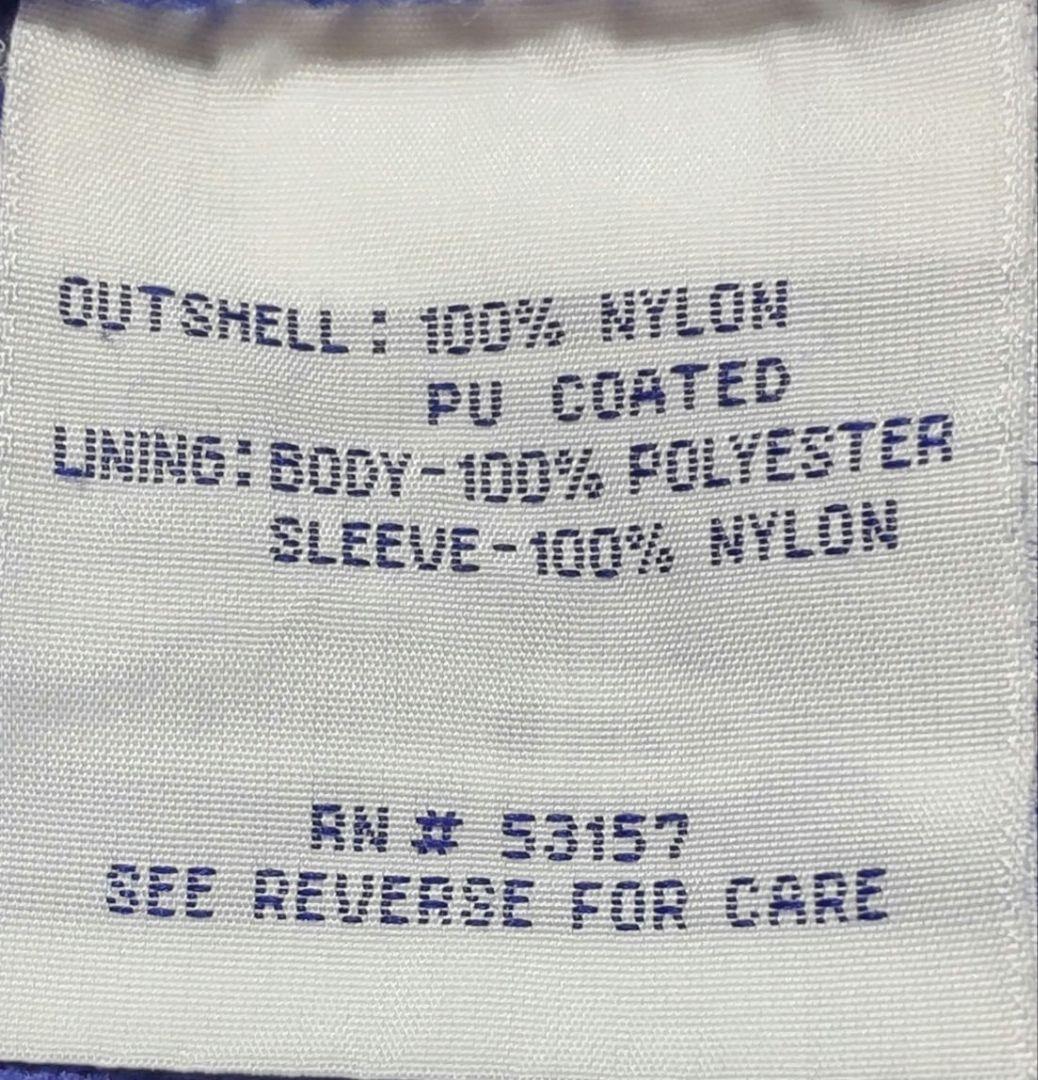 OUTSHELL: 100% NYLON
PU COATED
LINING: BODY-100% POLYESTER
SLEEVE-100% NYLON
RN # 53157
SEE REVERSE FOR CARE